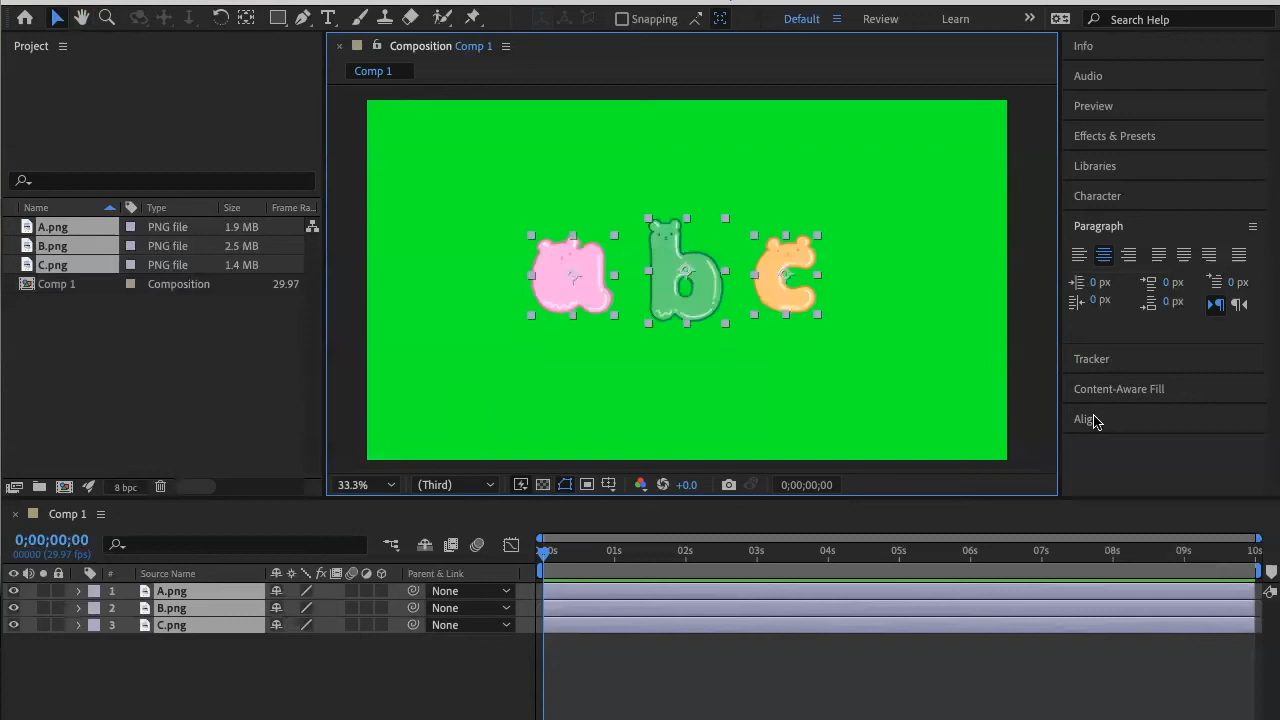 Snapping
Default
Review
Learn
Search Help
Project
Composition Comp 1
Comp 1
Name Type Size Frame Ra...
A.png PNG file 1.9 MB
B.png PNG file 2.5 MB
C.png PNG file 1.4 MB
Comp 1 Composition 29.97
8 bpc
a b c
33.3% (Third) +0.0 0;00;00;00
Info
Audio
Preview
Effects & Presets
Libraries
Character
Paragraph
0 px 0 px 0 px
0 px 0 px
Tracker
Content-Aware Fill
Alig
Comp 1
0;00;00;00
00000 (29.97 fps)
00s 01s 02s 03s 04s 05s 06s 07s 08s 09s 10s
# Source Name fx Parent & Link
1 A.png None
2 B.png None
3 C.png None